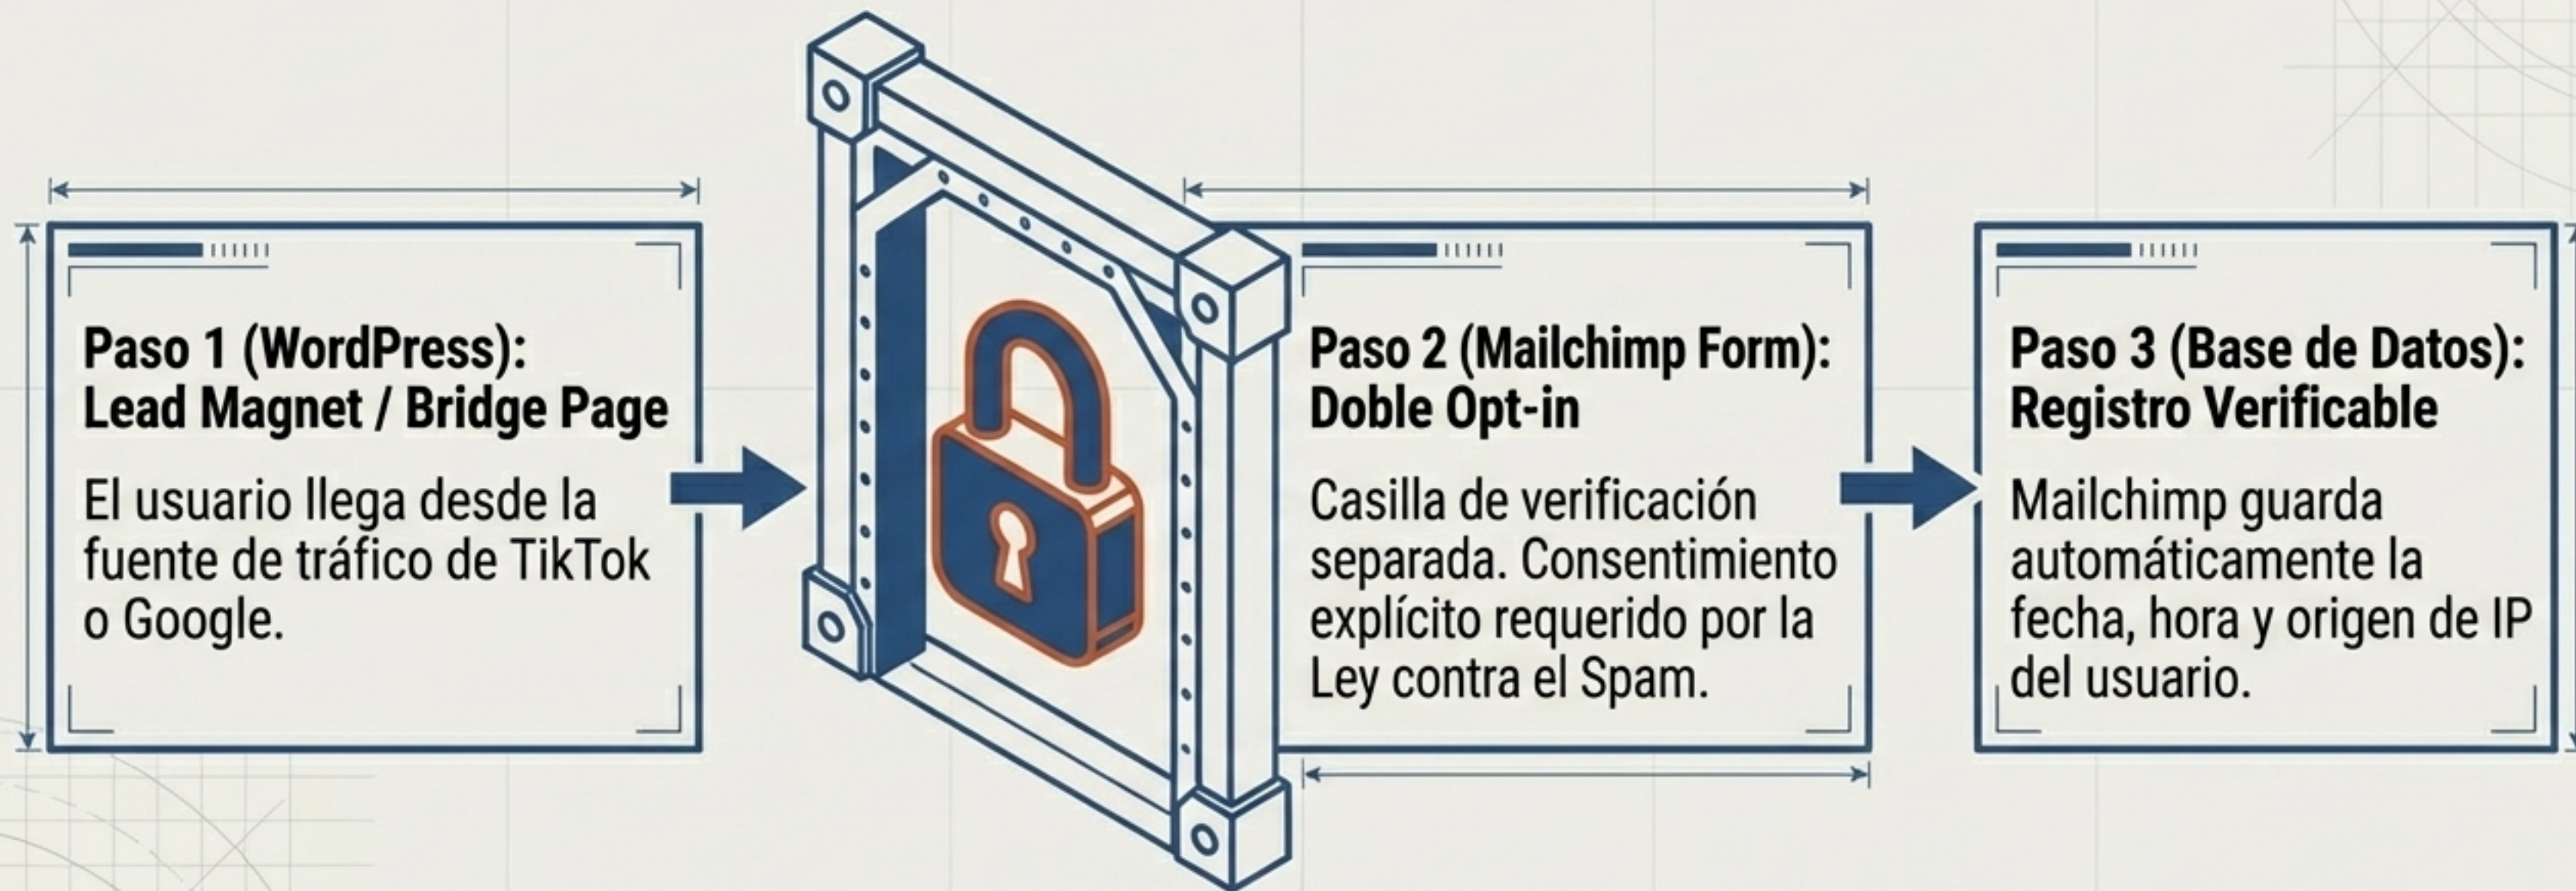 Paso 1 (WordPress):
Lead Magnet / Bridge Page
El usuario llega desde la
fuente de tráfico de TikTok
o Google.
Paso 2 (Mailchimp Form):
Doble Opt-in
Casilla de verificación
separada. Consentimiento
explícito requerido por la
Ley contra el Spam.
Paso 3 (Base de Datos):
Registro Verificable
Mailchimp guarda
automáticamente la
fecha, hora y origen de IP
del usuario.